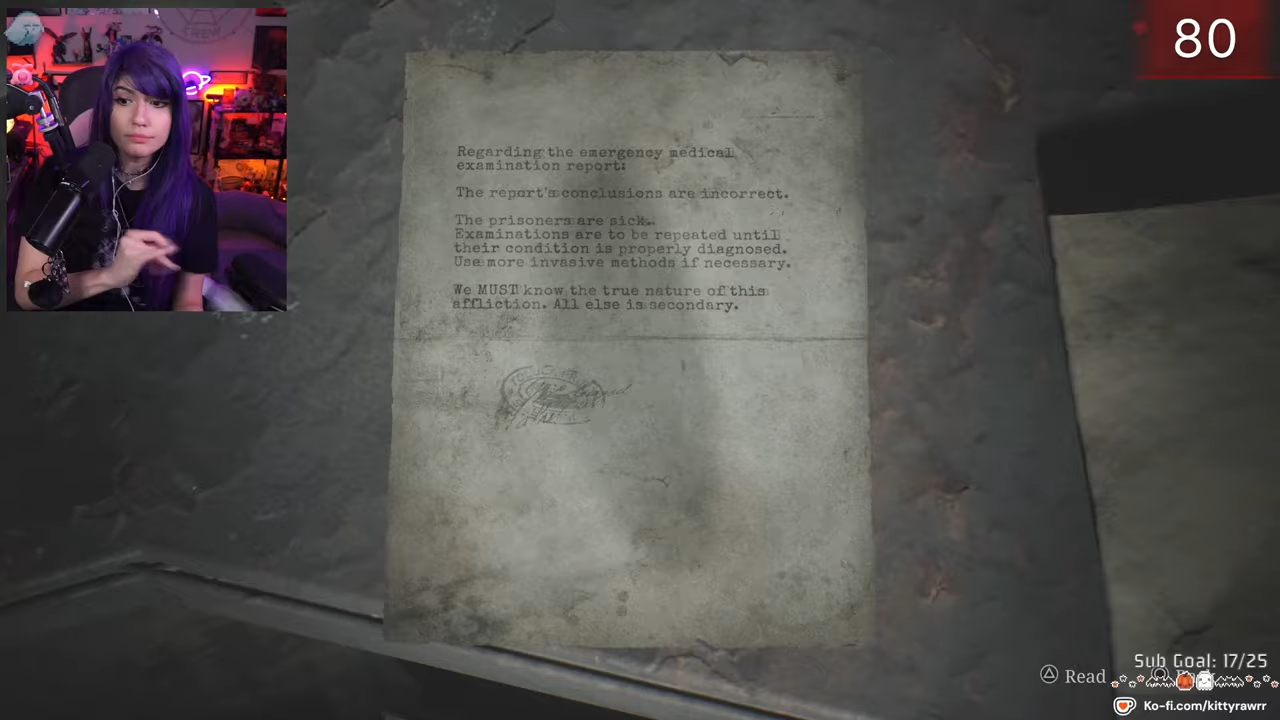 80
Regarding the emergency medical
examination report:
The report's conclusions are incorrect.
The prisoners are sick.
Examinations are to be repeated until
their condition is properly diagnosed.
Use more invasive methods if necessary.
We MUST know the true nature of this
affliction. All else is secondary.
Sub Goal: 17/25
Read
Ko-fi.com/kittyrawrr